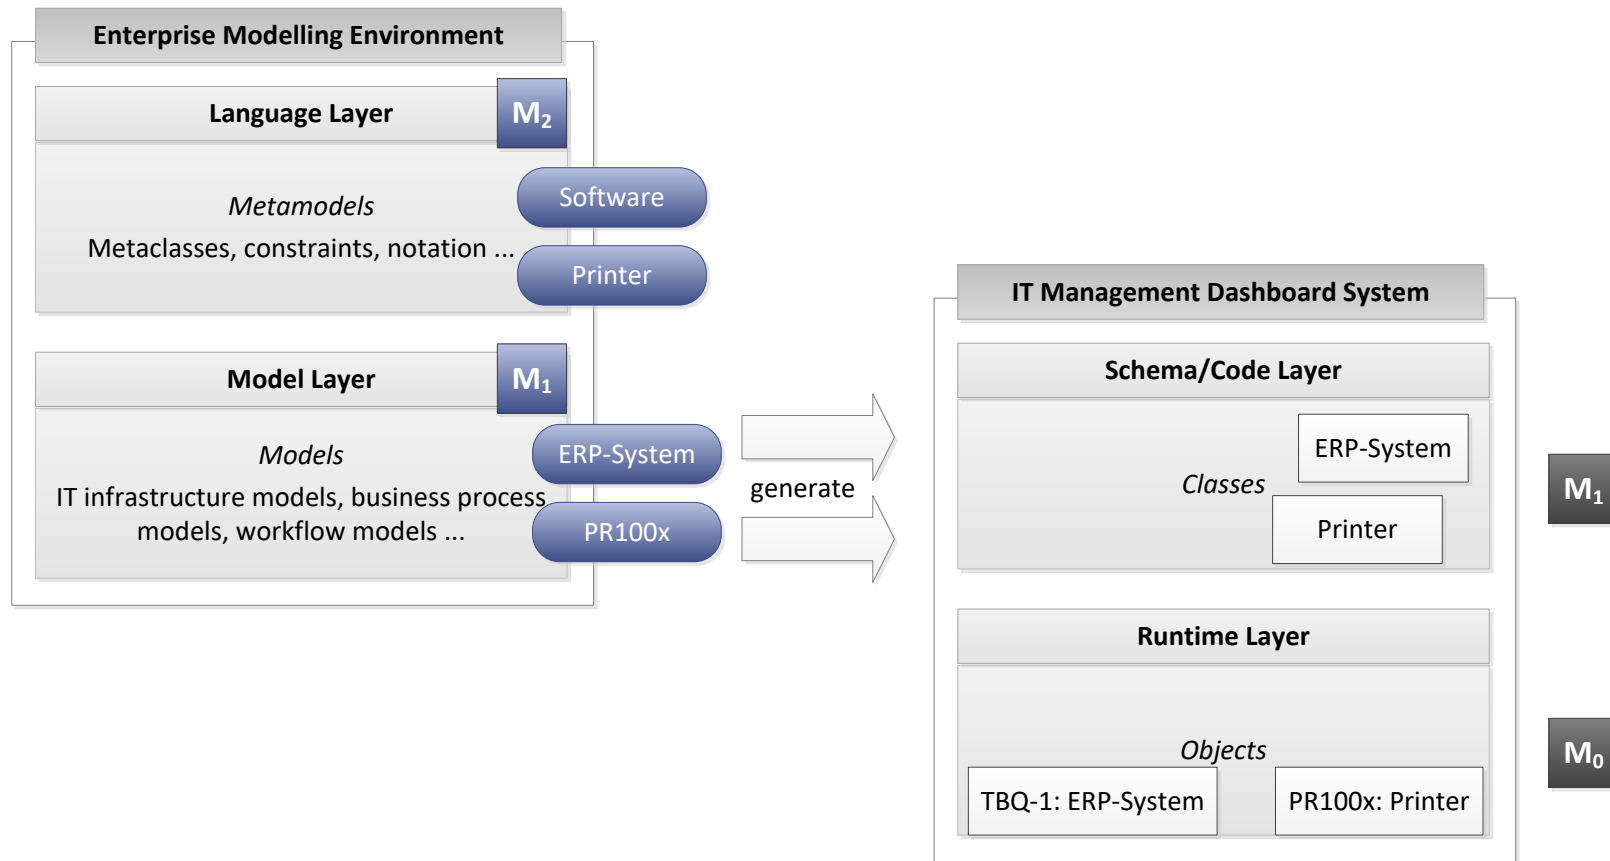 Enterprise Modelling Environment
Language Layer
M2
Metamodels
Metaclasses, constraints, notation ...
Software
Printer
Model Layer
M1
Models
IT infrastructure models, business process
models, workflow models ...
ERP-System
PR100x
generate
IT Management Dashboard System
Schema/Code Layer
Classes
ERP-System
Printer
M1
Runtime Layer
Objects
TBQ-1: ERP-System
PR100x: Printer
M0